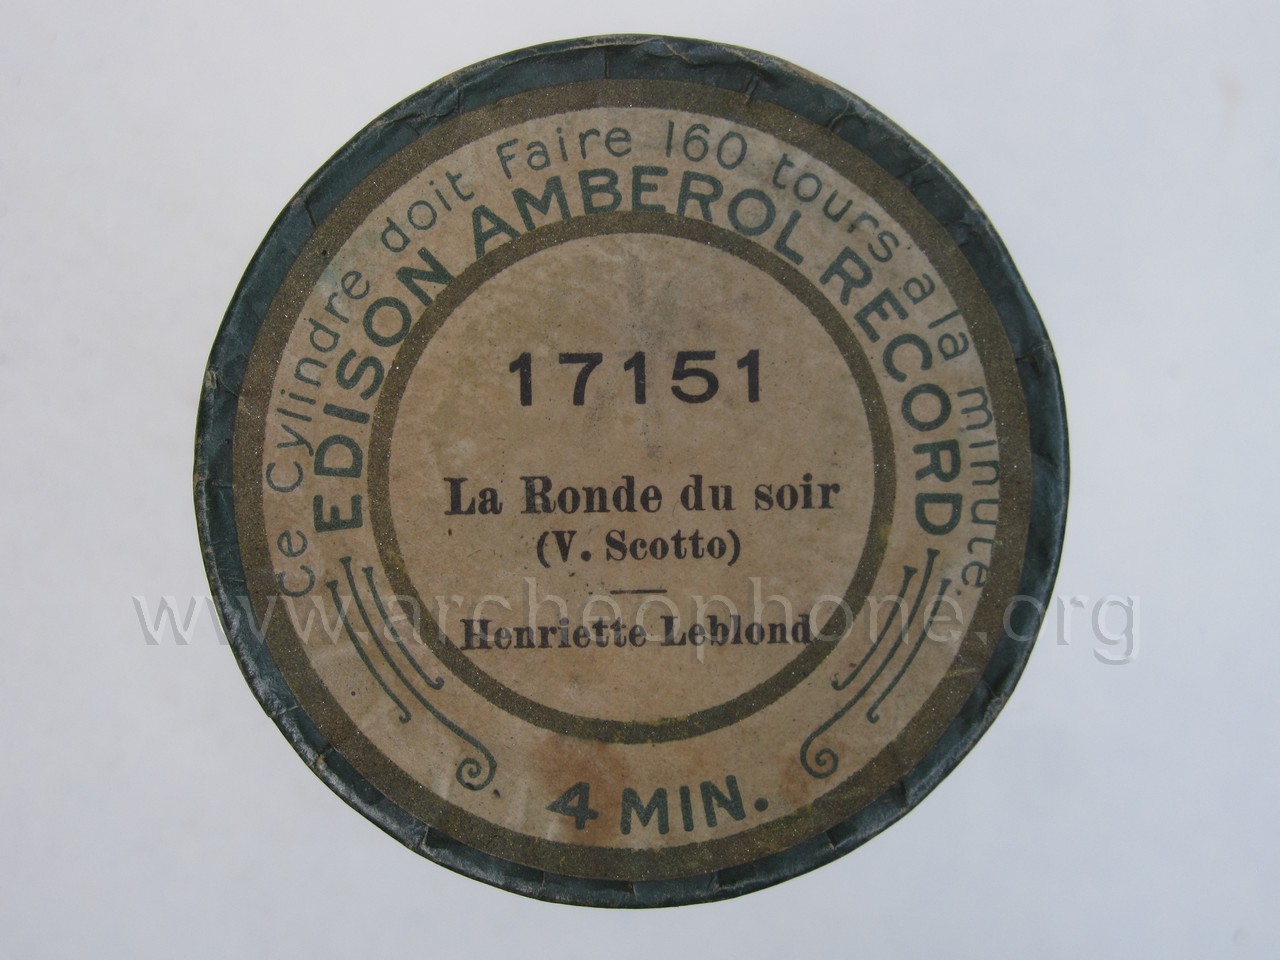 Ce Cylindre doit Faire 160 tours à la minute.
EDISON AMBEROL RECORD
17151
La Ronde du soir
(V. Scotto)
Henriette Leblond
4 MIN.
www.archeophone.org